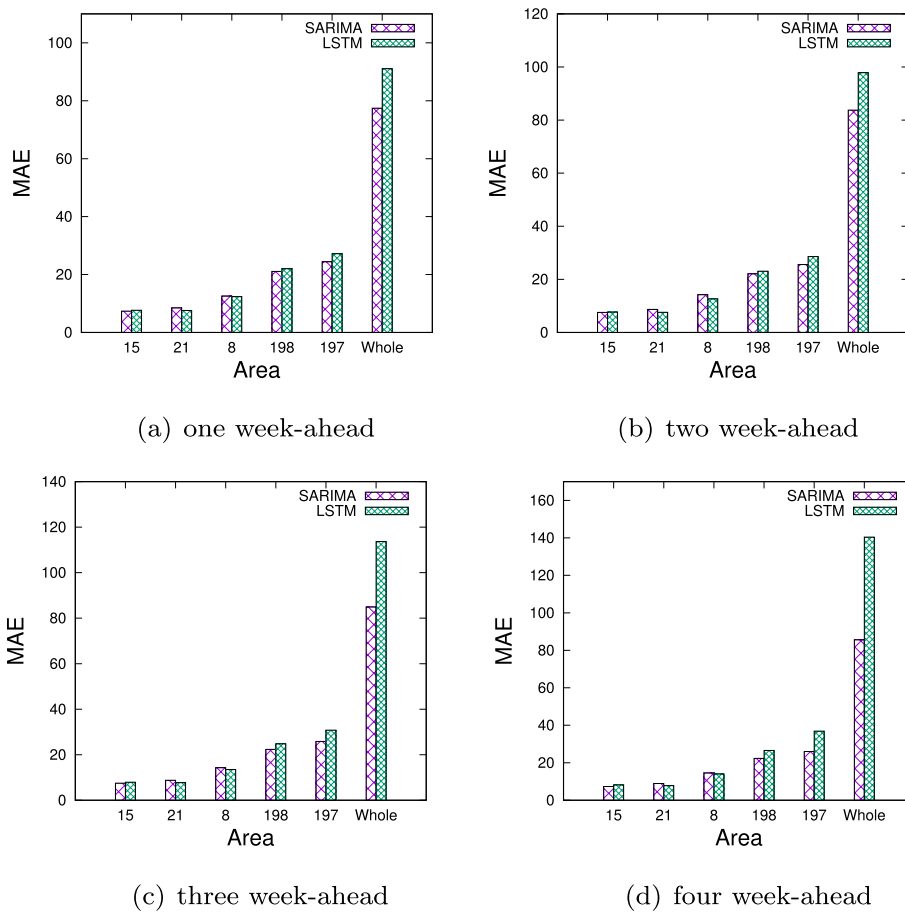 SARIMA
LSTM
100
80
60
40
20
0
MAE
15 21 8 198 197 Whole
Area
(a) one week-ahead
SARIMA
LSTM
120
100
80
60
40
20
0
MAE
15 21 8 198 197 Whole
Area
(b) two week-ahead
SARIMA
LSTM
140
120
100
80
60
40
20
0
MAE
15 21 8 198 197 Whole
Area
(c) three week-ahead
SARIMA
LSTM
160
140
120
100
80
60
40
20
0
MAE
15 21 8 198 197 Whole
Area
(d) four week-ahead